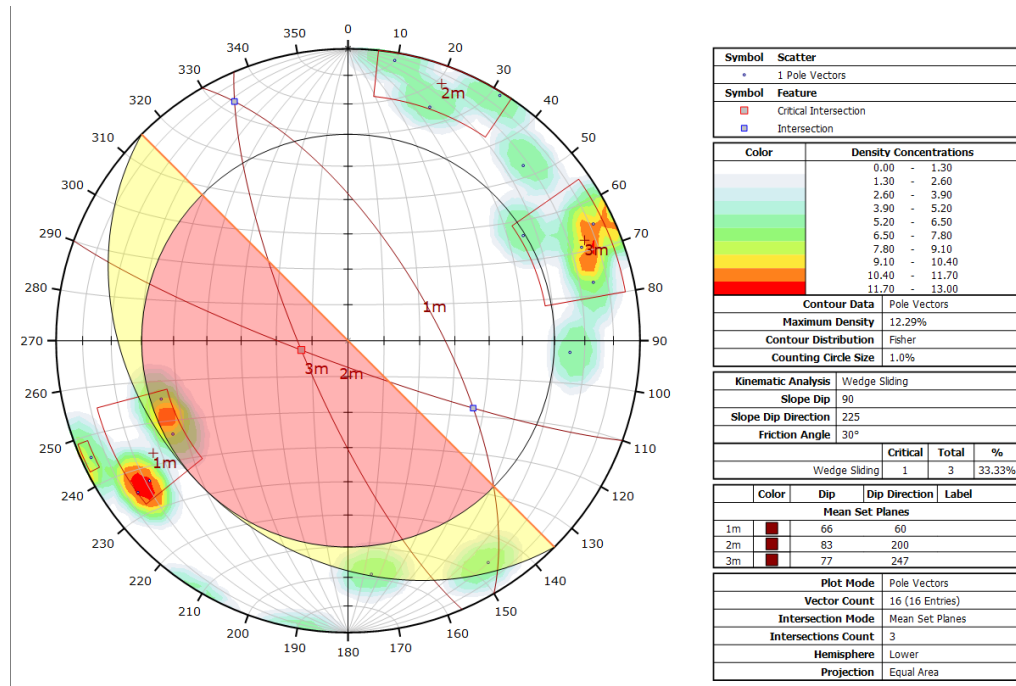 0
10
20
30
40
50
60
70
80
90
100
110
120
130
140
150
160
170
180
190
200
210
220
230
240
250
260
270
280
290
300
310
320
330
340
350
2m
3m
1m
3m 2m
1m
Symbol Scatter
1 Pole Vectors
Symbol Feature
Critical Intersection
Intersection
Color Density Concentrations
0.00 - 1.30
1.30 - 2.60
2.60 - 3.90
3.90 - 5.20
5.20 - 6.50
6.50 - 7.80
7.80 - 9.10
9.10 - 10.40
10.40 - 11.70
11.70 - 13.00
Contour Data Pole Vectors
Maximum Density 12.29%
Contour Distribution Fisher
Counting Circle Size 1.0%
Kinematic Analysis Wedge Sliding
Slope Dip 90
Slope Dip Direction 225
Friction Angle 30°
Critical Total %
Wedge Sliding 1 3 33.33%
Color Dip Dip Direction Label
Mean Set Planes
1m 66 60
2m 83 200
3m 77 247
Plot Mode Pole Vectors
Vector Count 16 (16 Entries)
Intersection Mode Mean Set Planes
Intersections Count 3
Hemisphere Lower
Projection Equal Area